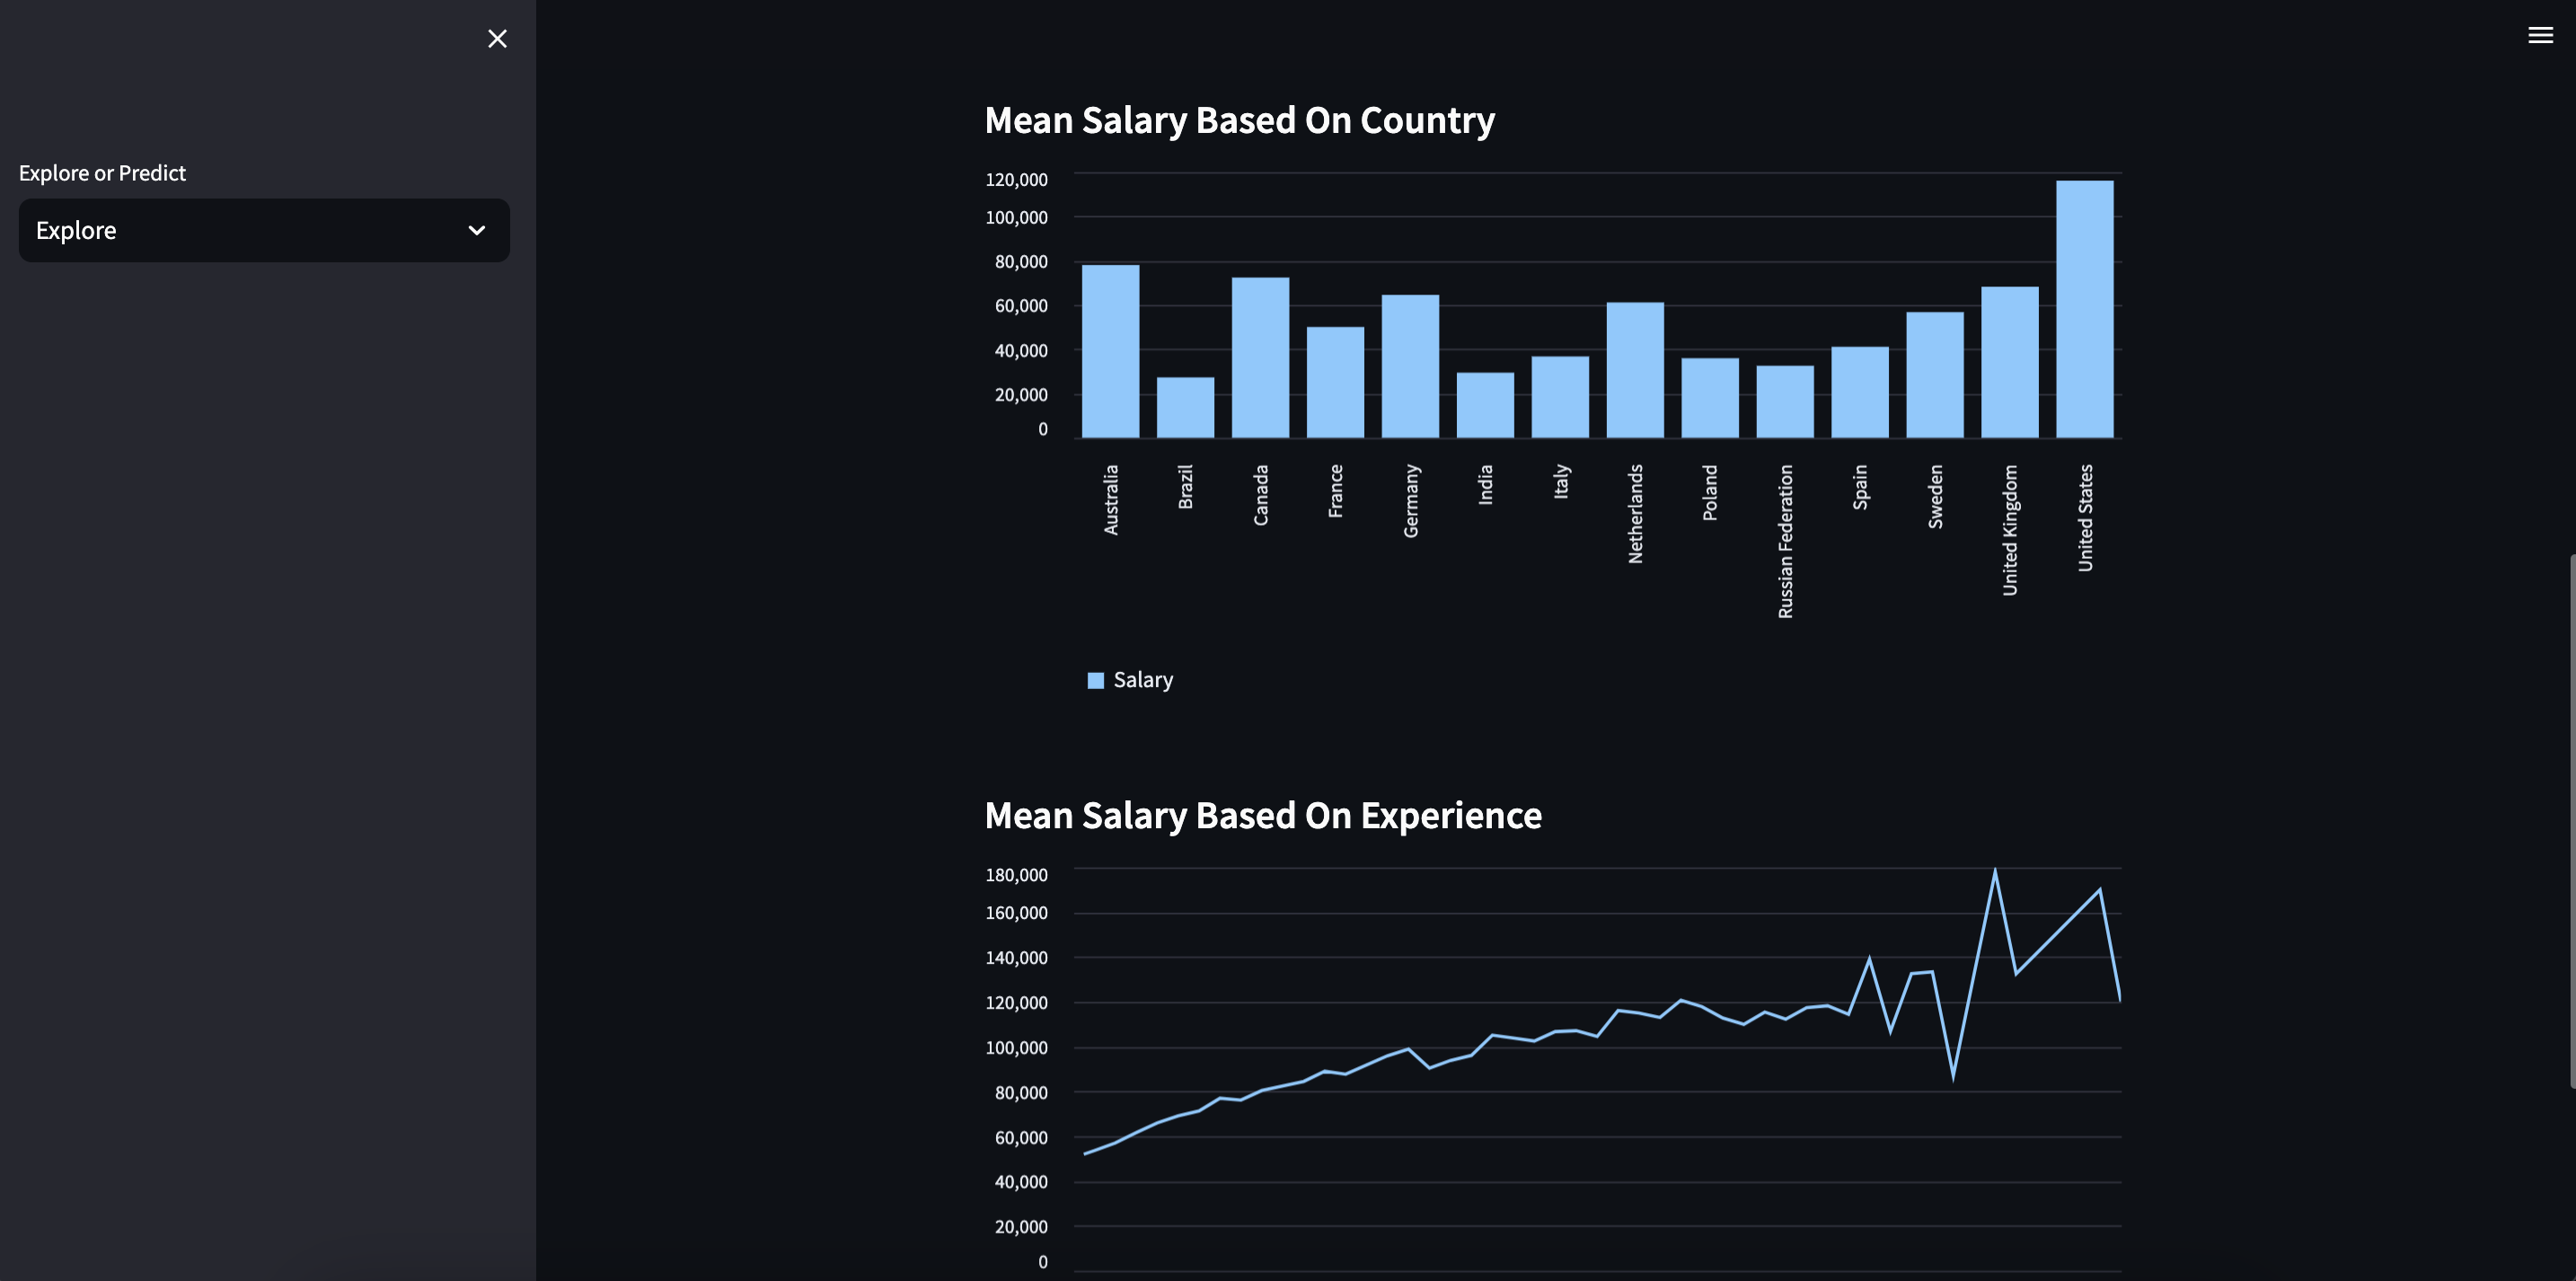 Explore or Predict
Explore
Mean Salary Based On Country
120,000
100,000
80,000
60,000
40,000
20,000
0
Australia
Brazil
Canada
France
Germany
India
Italy
Netherlands
Poland
Russian Federation
Spain
Sweden
United Kingdom
United States
Salary
Mean Salary Based On Experience
180,000
160,000
140,000
120,000
100,000
80,000
60,000
40,000
20,000
0